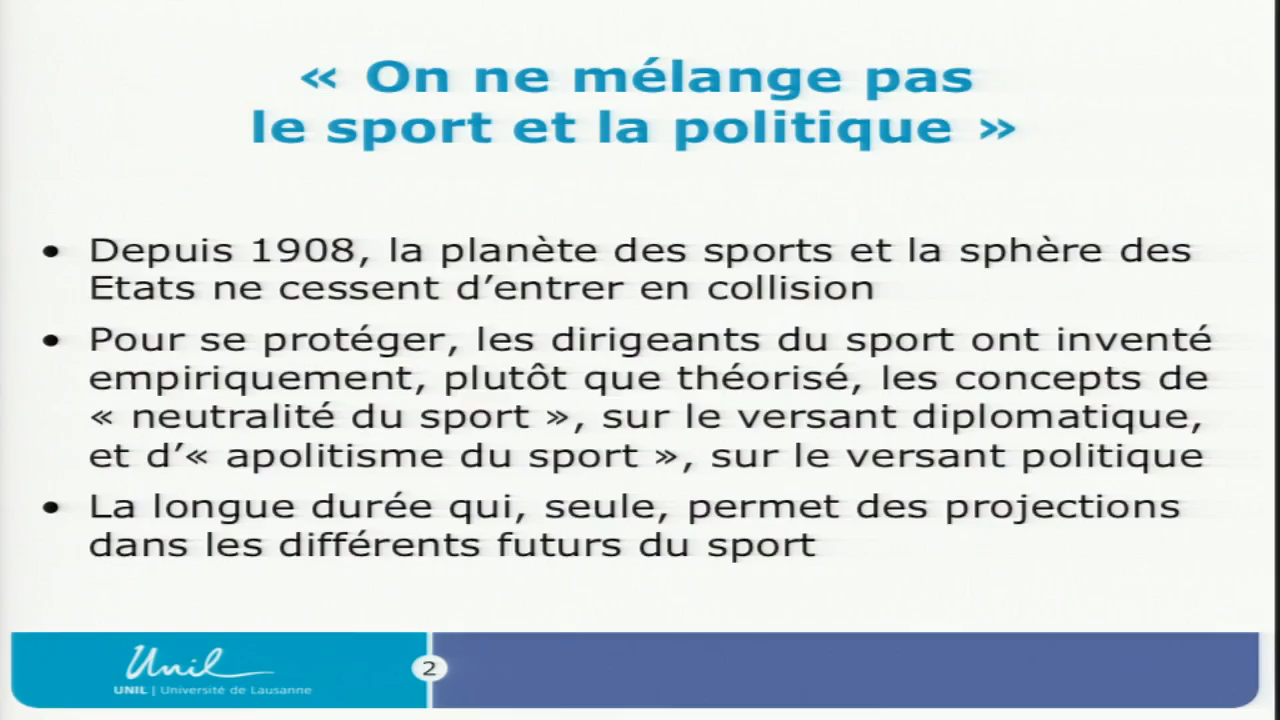 « On ne mélange pas
le sport et la politique »
• Depuis 1908, la planète des sports et la sphère des
Etats ne cessent d’entrer en collision
• Pour se protéger, les dirigeants du sport ont inventé
empiriquement, plutôt que théorisé, les concepts de
« neutralité du sport », sur le versant diplomatique,
et d’« apolitisme du sport », sur le versant politique
• La longue durée qui, seule, permet des projections
dans les différents futurs du sport
Unil
UNIL | Université de Lausanne
2